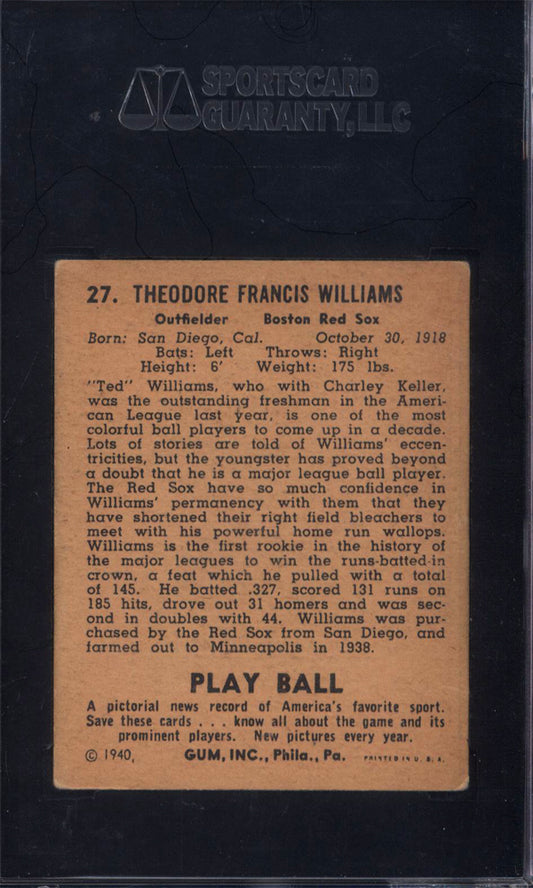 SPORTSCARD
GUARANTY, LLC
27. THEODORE FRANCIS WILLIAMS
Outfielder Boston Red Sox
Born: San Diego, Cal. October 30, 1918
Bats: Left Throws: Right
Height: 6' Weight: 175 lbs.
"Ted" Williams, who with Charley Keller,
was the outstanding freshman in the Ameri-
can League last year, is one of the most
colorful ball players to come up in a decade.
Lots of stories are told of Williams' eccen-
tricities, but the youngster has proved beyond
a doubt that he is a major league ball player.
The Red Sox have so much confidence in
Williams' permanency with them that they
have shortened their right field bleachers to
meet with his powerful home run wallops.
Williams is the first rookie in the history of
the major leagues to win the runs-batted-in
crown, a feat which he pulled with a total
of 145. He batted .327, scored 131 runs on
185 hits, drove out 31 homers and was sec-
ond in doubles with 44. Williams was pur-
chased by the Red Sox from San Diego, and
farmed out to Minneapolis in 1938.
PLAY BALL
A pictorial news record of America's favorite sport.
Save these cards . . . know all about the game and its
prominent players. New pictures every year.
© 1940, GUM, INC., Phila., Pa. PRINTED IN U. S. A.